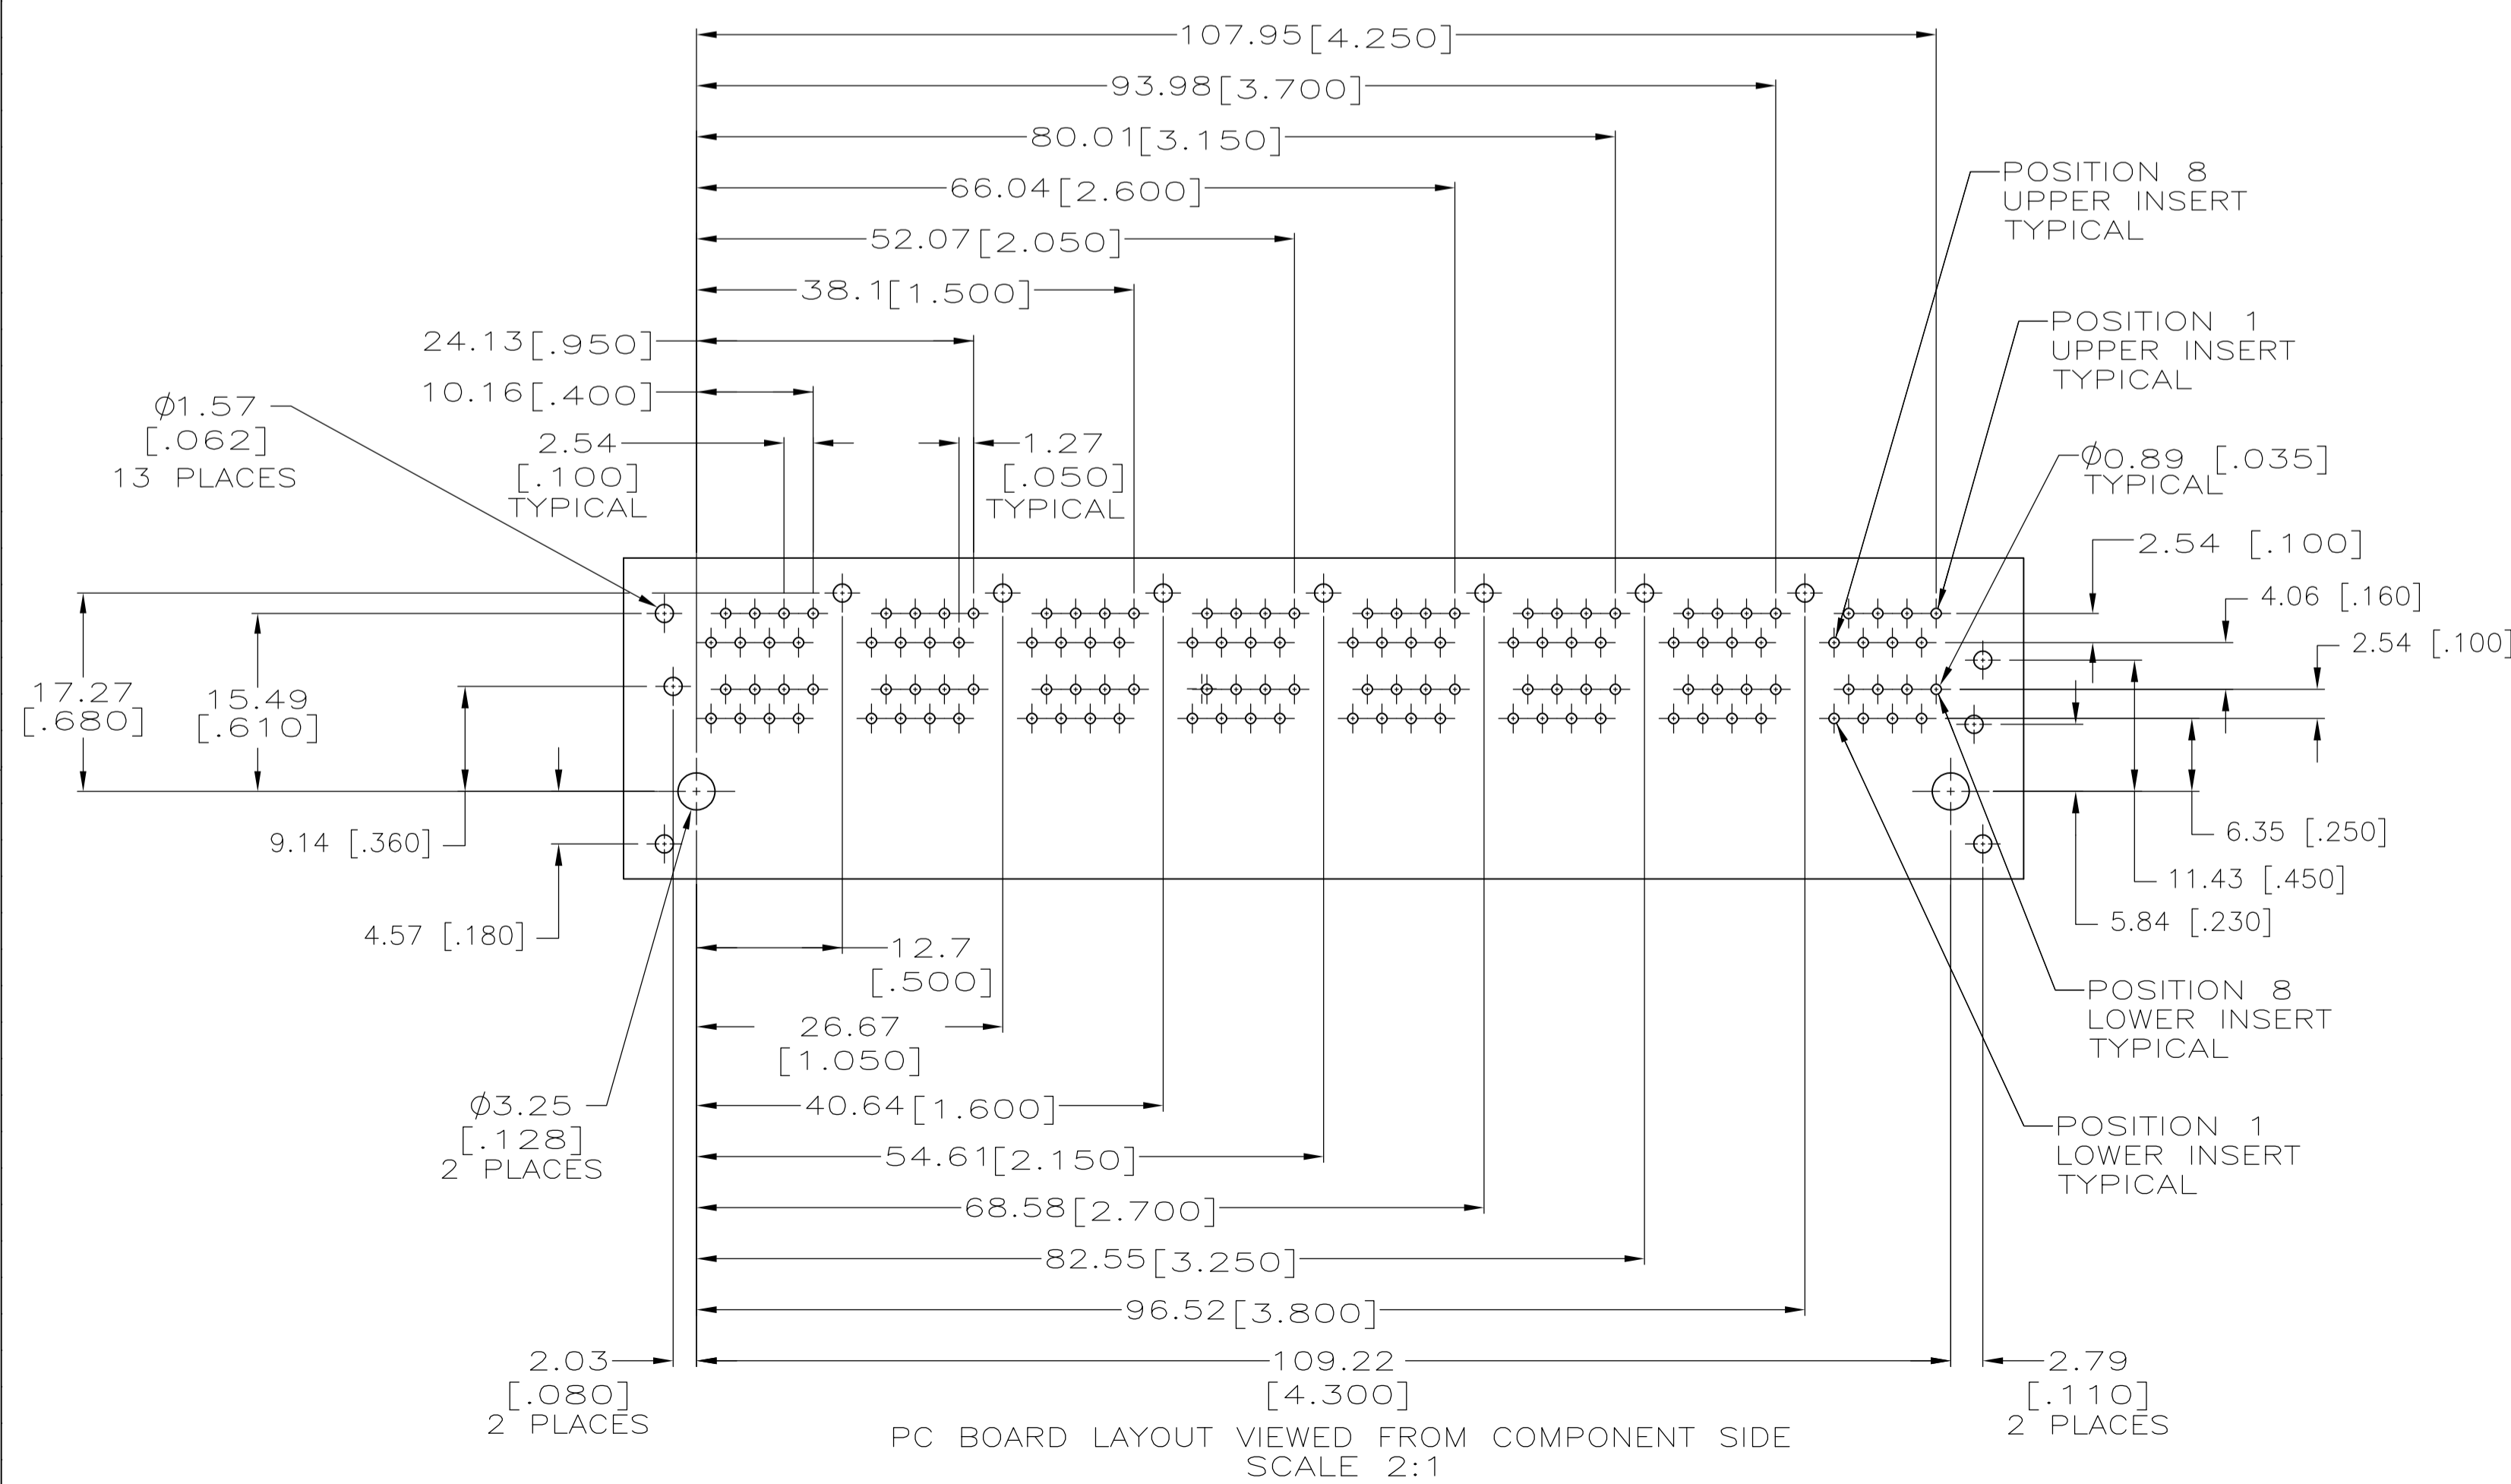 107.95[4.250]
93.98[3.700]
80.01[3.150]
66.04[2.600]
52.07[2.050]
38.1[1.500]
24.13[.950]
10.16[.400]
2.54
[.100]
TYPICAL
1.27
[.050]
TYPICAL
ϕ1.57
[.062]
13 PLACES
POSITION 8
UPPER INSERT
TYPICAL
POSITION 1
UPPER INSERT
TYPICAL
ϕ0.89 [.035]
TYPICAL
2.54 [.100]
4.06 [.160]
2.54 [.100]
17.27
[.680]
15.49
[.610]
9.14 [.360]
4.57 [.180]
6.35 [.250]
11.43 [.450]
5.84 [.230]
12.7
[.500]
26.67
[1.050]
POSITION 8
LOWER INSERT
TYPICAL
ϕ3.25
[.128]
2 PLACES
40.64[1.600]
54.61[2.150]
POSITION 1
LOWER INSERT
TYPICAL
68.58[2.700]
82.55[3.250]
96.52[3.800]
2.03
[.080]
2 PLACES
109.22
[4.300]
2.79
[.110]
2 PLACES
PC BOARD LAYOUT VIEWED FROM COMPONENT SIDE
SCALE 2:1